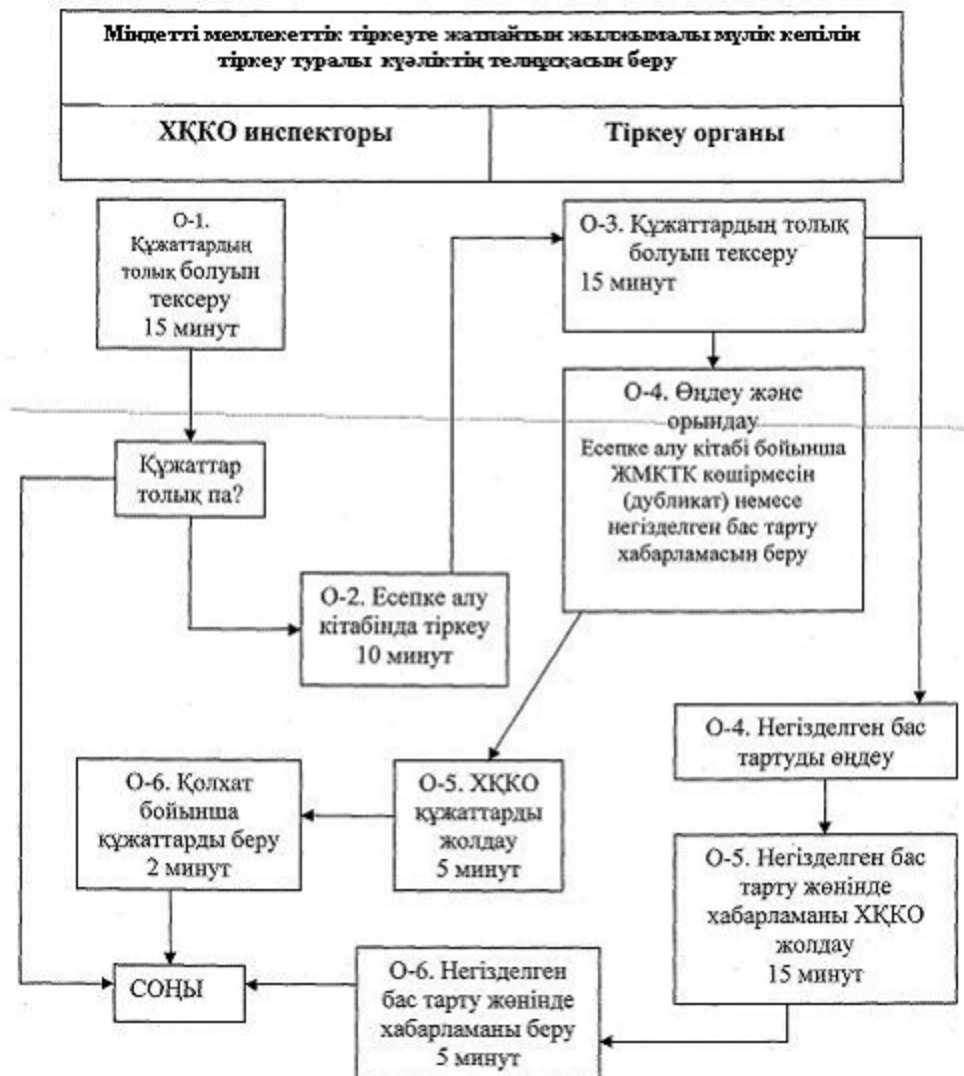 Міндетті мемлекеттік тіркеуге жатпайтын жылжымалы мүлік кепілін
тіркеу туралы куәліктің телнұсқасын беру
ХҚКО инспекторы
Тіркеу органы
О-1.
Құжаттардың
толық болуын
тексеру
15 минут
О-3. Құжаттардың толық
болуын тексеру
15 минут
О-4. Өңдеу және
орындау
Есепке алу кітабі бойынша
ЖМКТК көшірмесін
(дубликат) немесе
негізделген бас тарту
хабарламасын беру
Құжаттар
толық па?
О-2. Есепке алу
кітабінда тіркеу
10 минут
О-4. Негізделген бас
тартуды өңдеу
О-6. Қолхат
бойынша
құжаттарды беру
2 минут
О-5. ХҚКО
құжаттарды
жолдау
5 минут
О-5. Негізделген бас
тарту жөнінде
хабарламаны ХҚКО
жолдау
15 минут
СОҢЫ
О-6. Негізделген
бас тарту жөнінде
хабарламаны беру
5 минут